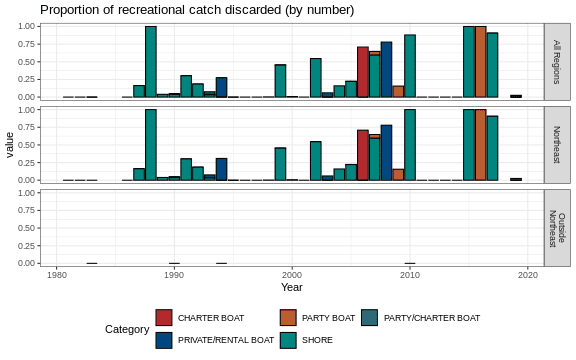 Proportion of recreational catch discarded (by number)
1.00
0.75
0.50
0.25
0.00
All Regions
1.00
0.75
0.50
0.25
0.00
Northeast
1.00
0.75
0.50
0.25
0.00
Outside
Northeast
value
1980 1990 2000 2010 2020
Year
Category
CHARTER BOAT PARTY BOAT PARTY/CHARTER BOAT
PRIVATE/RENTAL BOAT SHORE